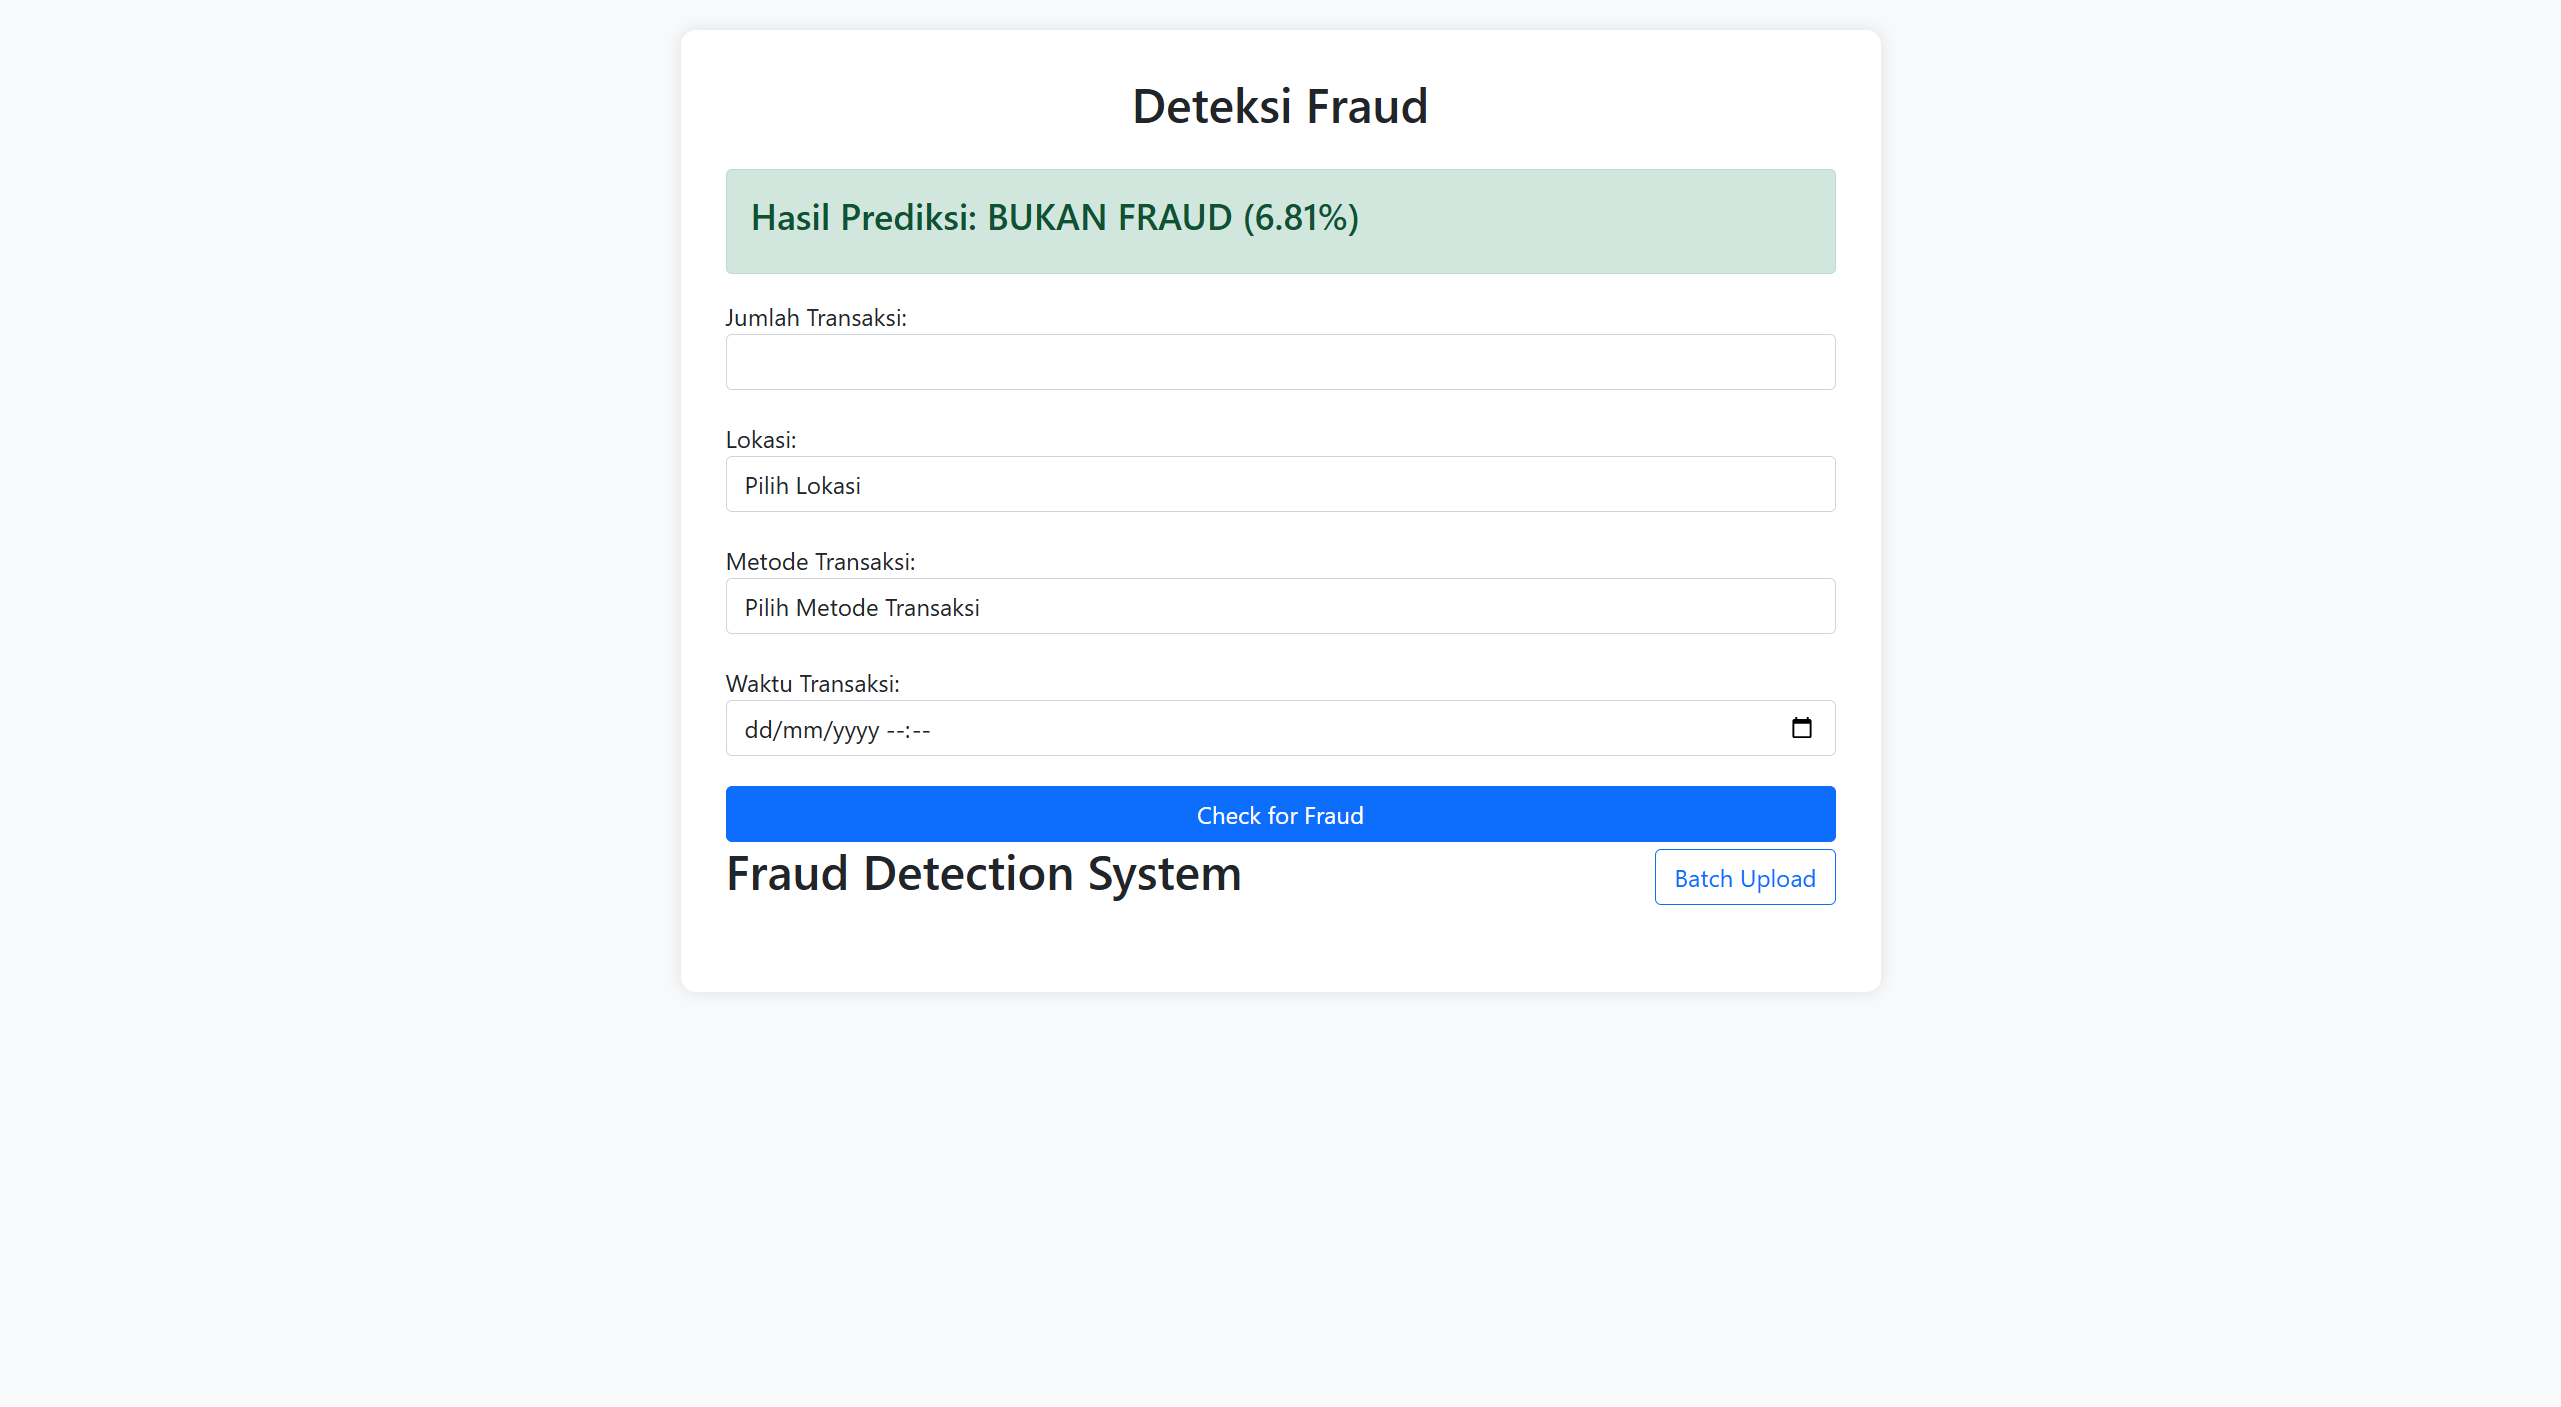 Deteksi Fraud
Hasil Prediksi: BUKAN FRAUD (6.81%)
Jumlah Transaksi:
Lokasi:
Pilih Lokasi
Metode Transaksi:
Pilih Metode Transaksi
Waktu Transaksi:
dd/mm/yyyy --:--
Check for Fraud
Fraud Detection System
Batch Upload